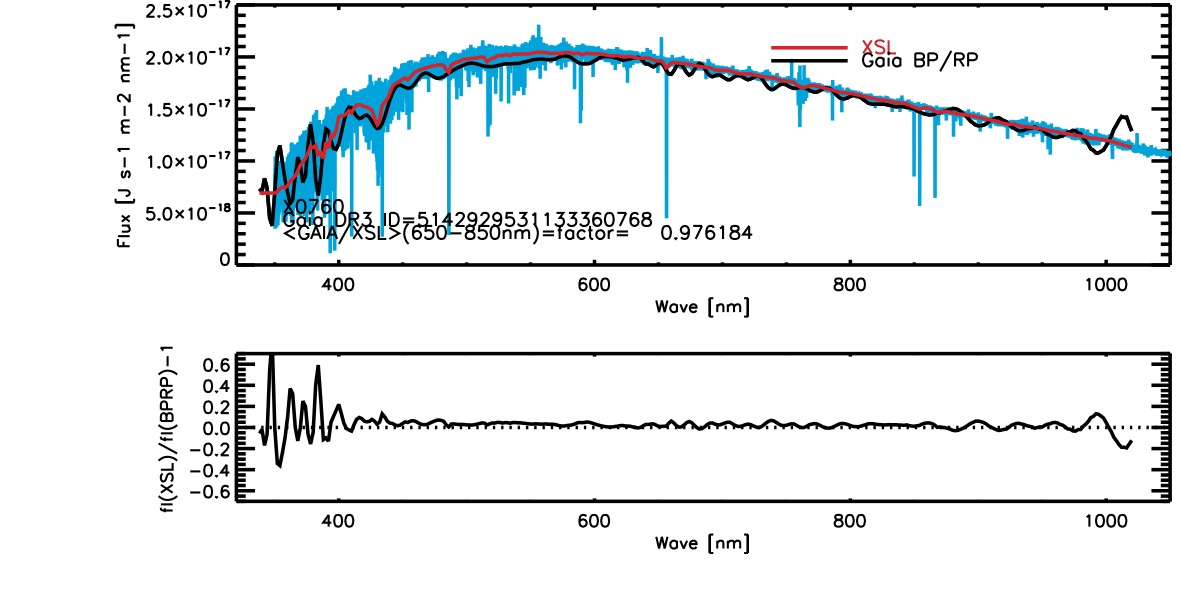 2.5×10⁻¹⁷
2.0×10⁻¹⁷
1.5×10⁻¹⁷
1.0×10⁻¹⁷
5.0×10⁻¹⁸
0
Flux [J s-1 m-2 nm-1]
XSL
Gaia BP/RP
X0760
Gaia DR3 ID=5142929531133360768
<GAIA/XSL>(650-850nm)=factor= 0.976184
400 600 800 1000
Wave [nm]
0.6
0.4
0.2
0.0
-0.2
-0.4
-0.6
fl(XSL)/fl(BPRP)-1
400 600 800 1000
Wave [nm]